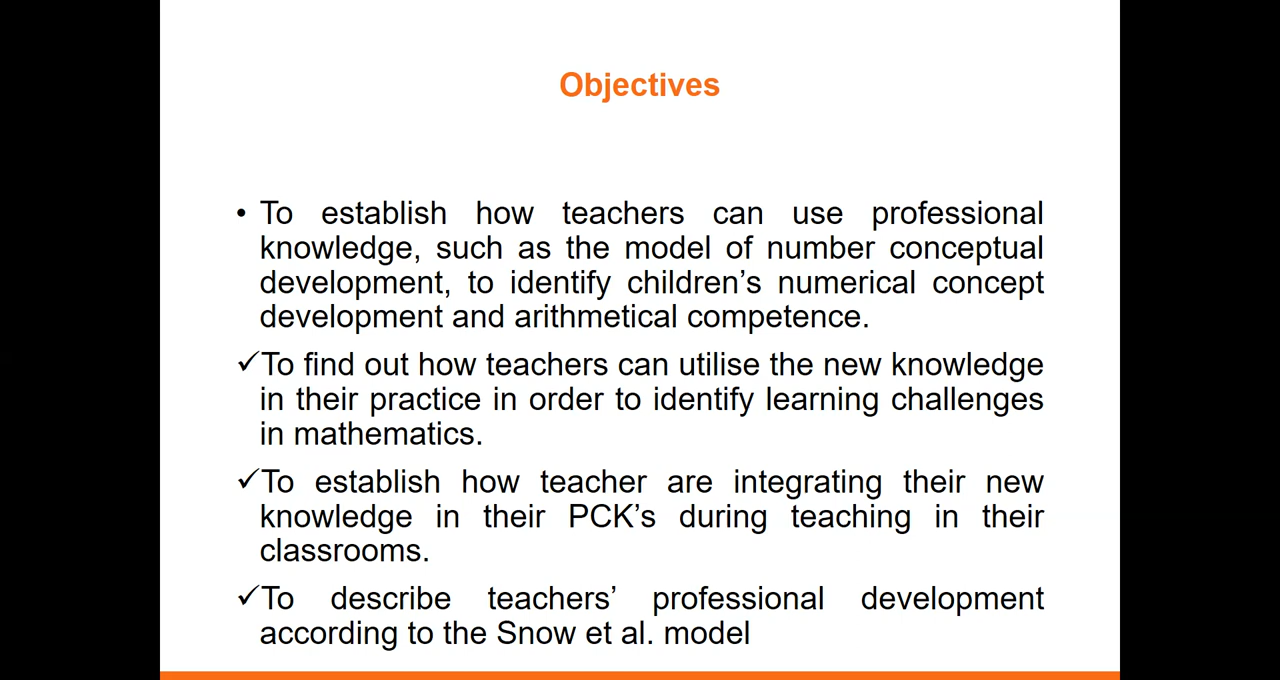 Objectives
• To establish how teachers can use professional
knowledge, such as the model of number conceptual
development, to identify children’s numerical concept
development and arithmetical competence.
✓To find out how teachers can utilise the new knowledge
in their practice in order to identify learning challenges
in mathematics.
✓To establish how teacher are integrating their new
knowledge in their PCK’s during teaching in their
classrooms.
✓To describe teachers’ professional development
according to the Snow et al. model